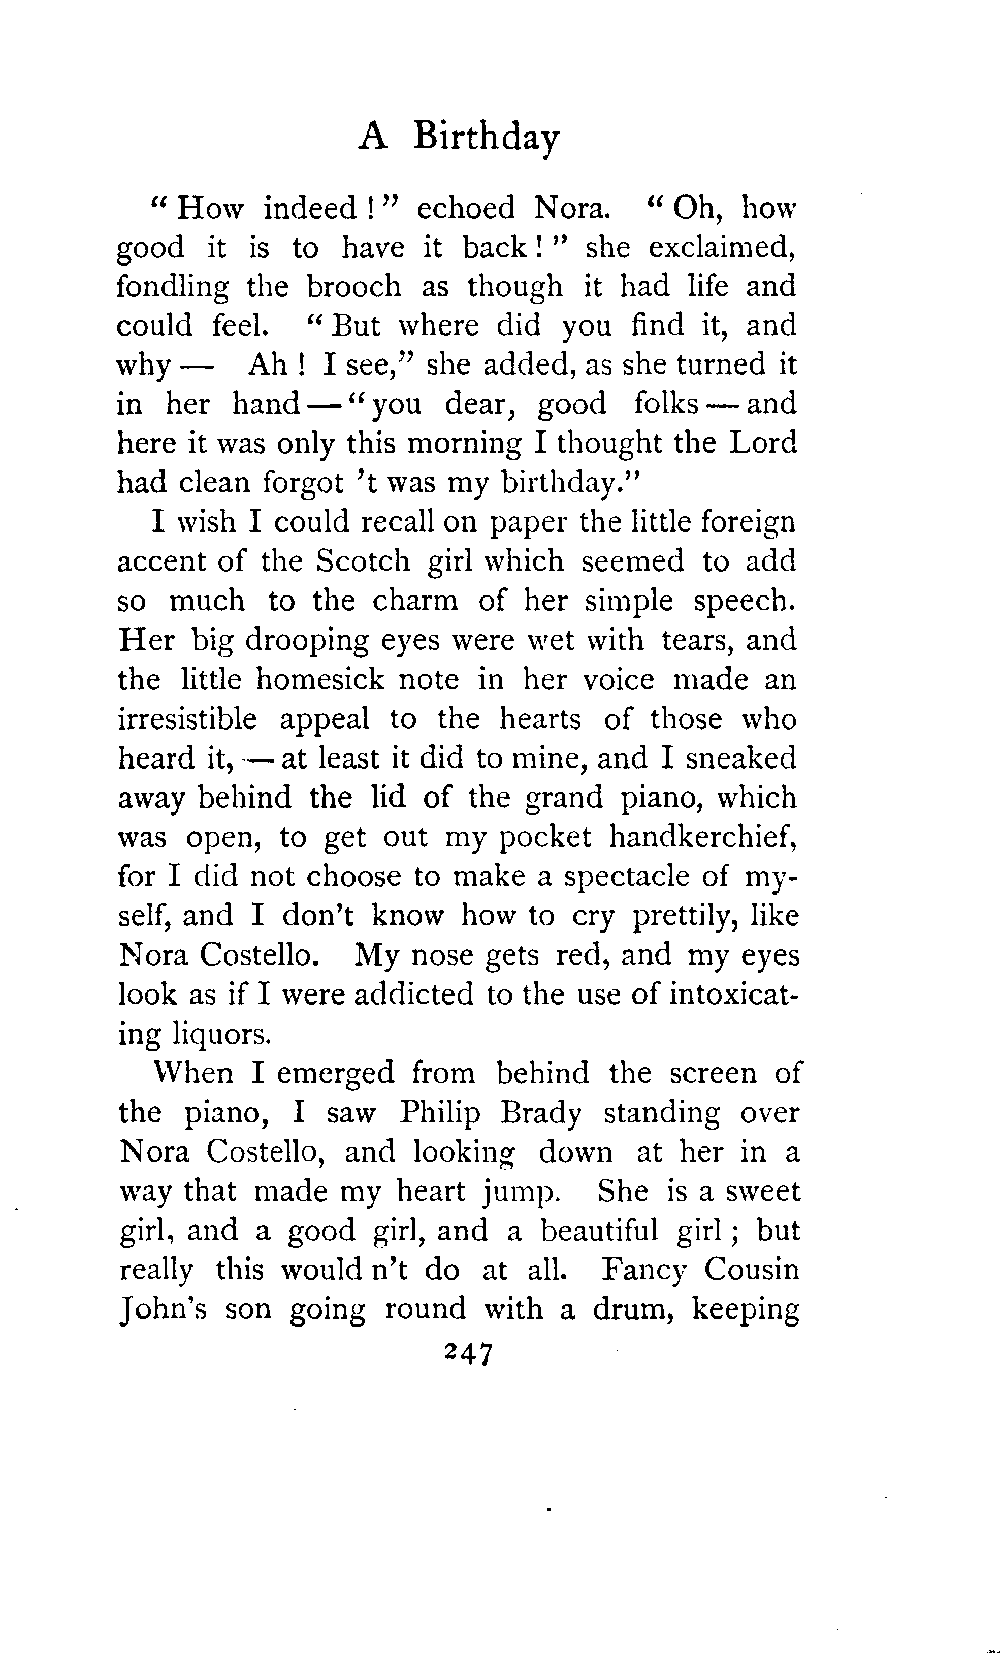 A Birthday
“ How indeed ! ” echoed Nora. “ Oh, how
good it is to have it back ! ” she exclaimed,
fondling the brooch as though it had life and
could feel. “ But where did you find it, and
why — Ah ! I see,” she added, as she turned it
in her hand — “ you dear, good folks — and
here it was only this morning I thought the Lord
had clean forgot ’t was my birthday.”
I wish I could recall on paper the little foreign
accent of the Scotch girl which seemed to add
so much to the charm of her simple speech.
Her big drooping eyes were wet with tears, and
the little homesick note in her voice made an
irresistible appeal to the hearts of those who
heard it, — at least it did to mine, and I sneaked
away behind the lid of the grand piano, which
was open, to get out my pocket handkerchief,
for I did not choose to make a spectacle of my-
self, and I don’t know how to cry prettily, like
Nora Costello. My nose gets red, and my eyes
look as if I were addicted to the use of intoxicat-
ing liquors.
When I emerged from behind the screen of
the piano, I saw Philip Brady standing over
Nora Costello, and looking down at her in a
way that made my heart jump. She is a sweet
girl, and a good girl, and a beautiful girl ; but
really this would n’t do at all. Fancy Cousin
John’s son going round with a drum, keeping
247